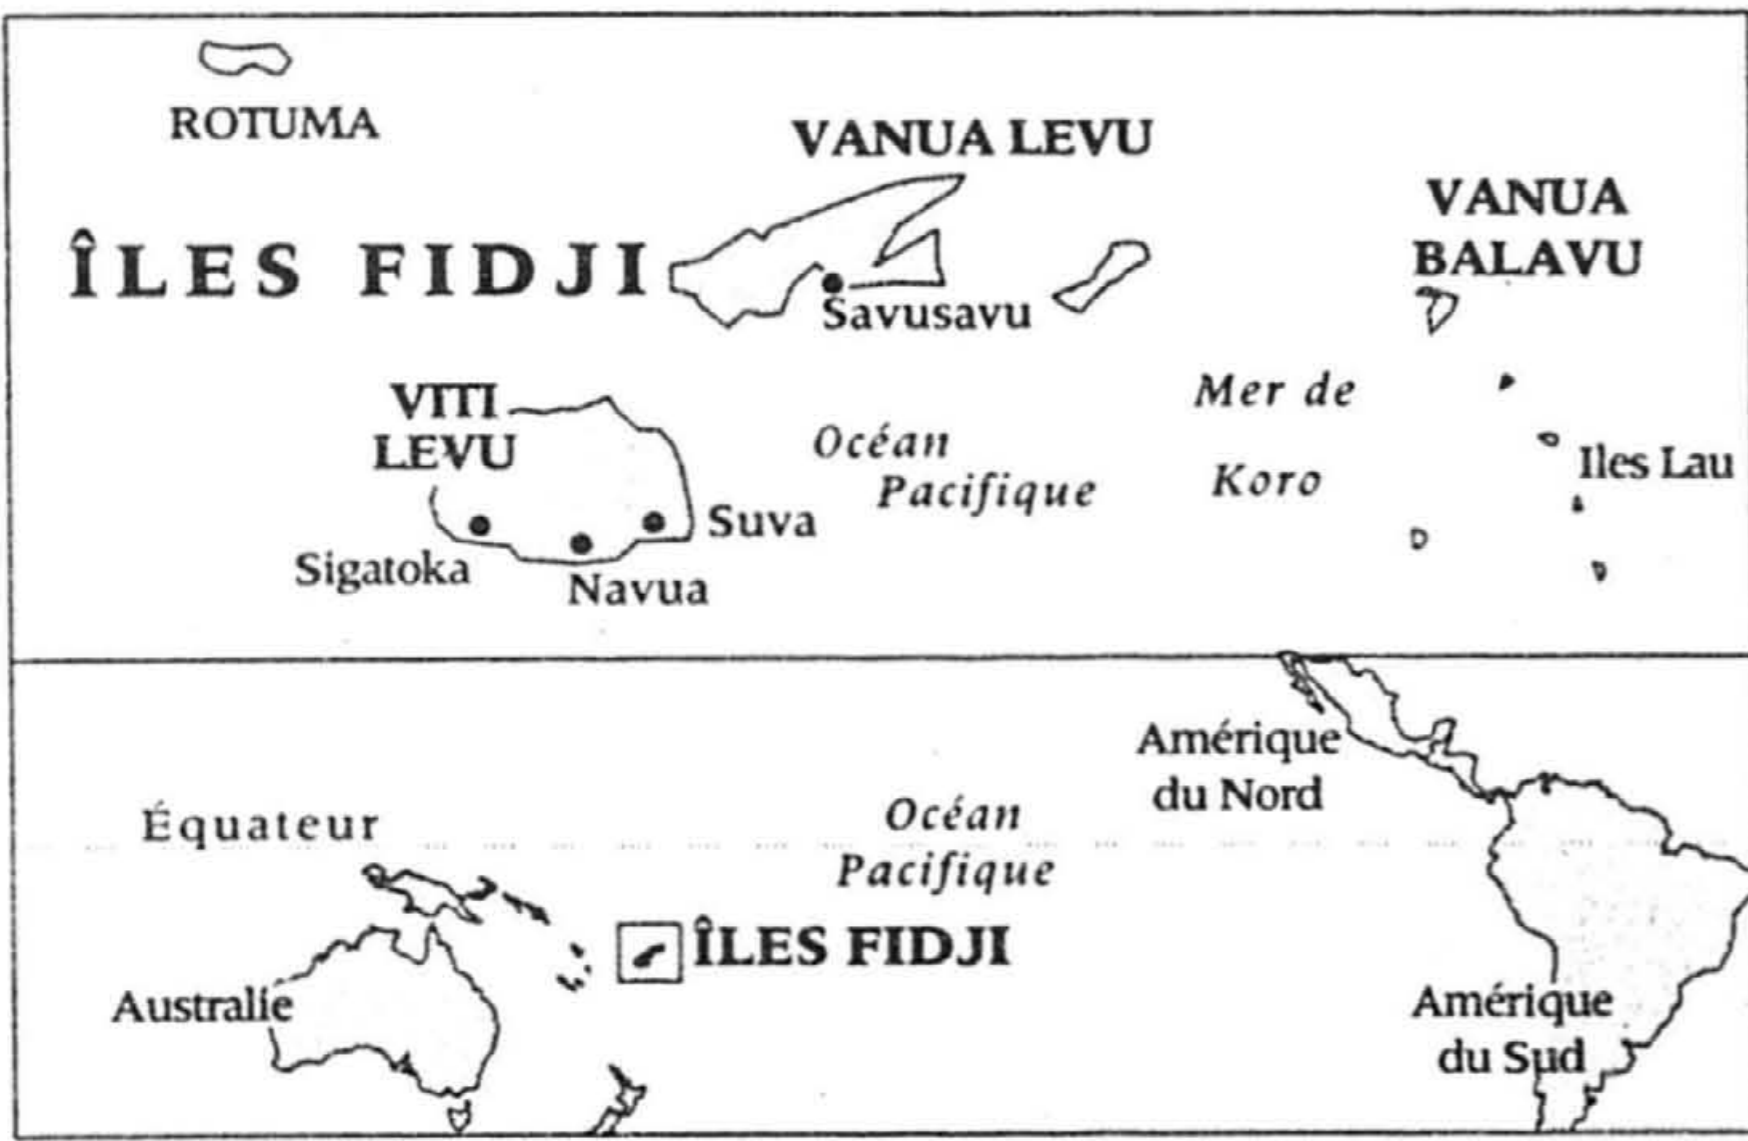 ROTUMA
VANUA LEVU
VANUA
BALAVU
ÎLES FIDJI
Savusavu
VITI
LEVU
Mer de
Koro
Océan
Pacifique
Iles Lau
Suva
Sigatoka
Navua
Amérique
du Nord
Équateur
Océan
Pacifique
ÎLES FIDJI
Australie
Amérique
du Sud